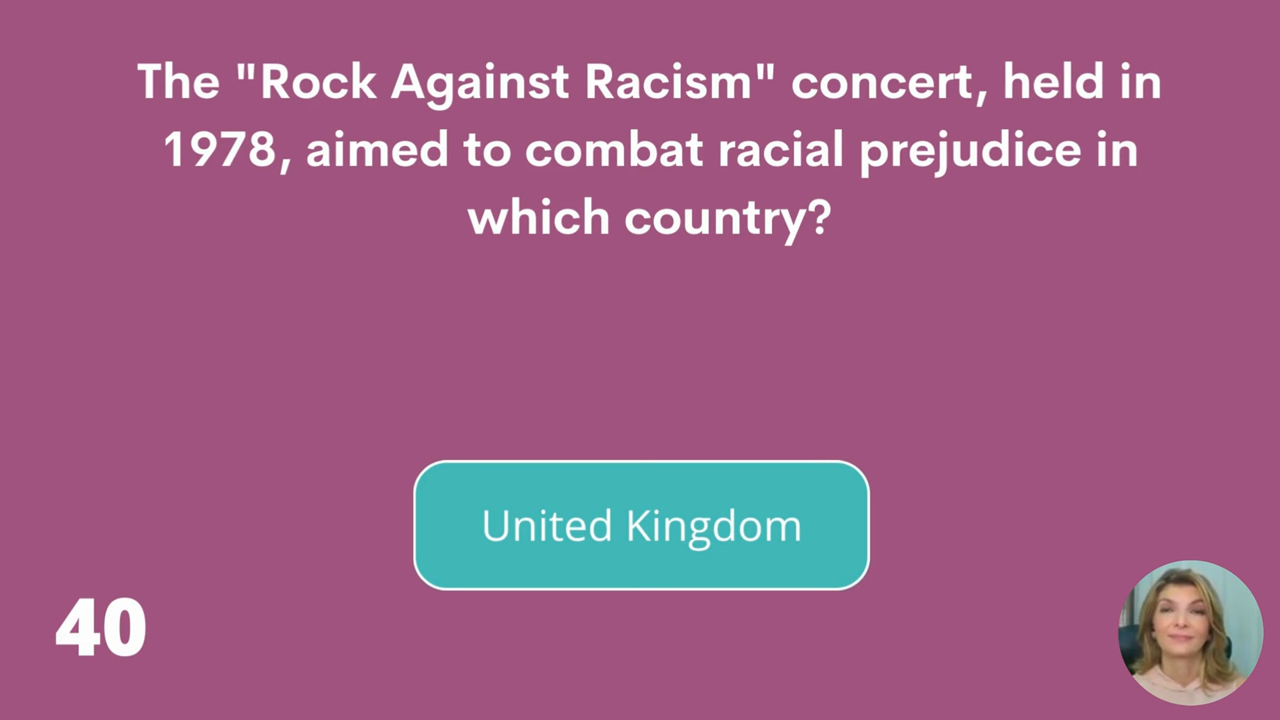 The "Rock Against Racism" concert, held in
1978, aimed to combat racial prejudice in
which country?
United Kingdom
40